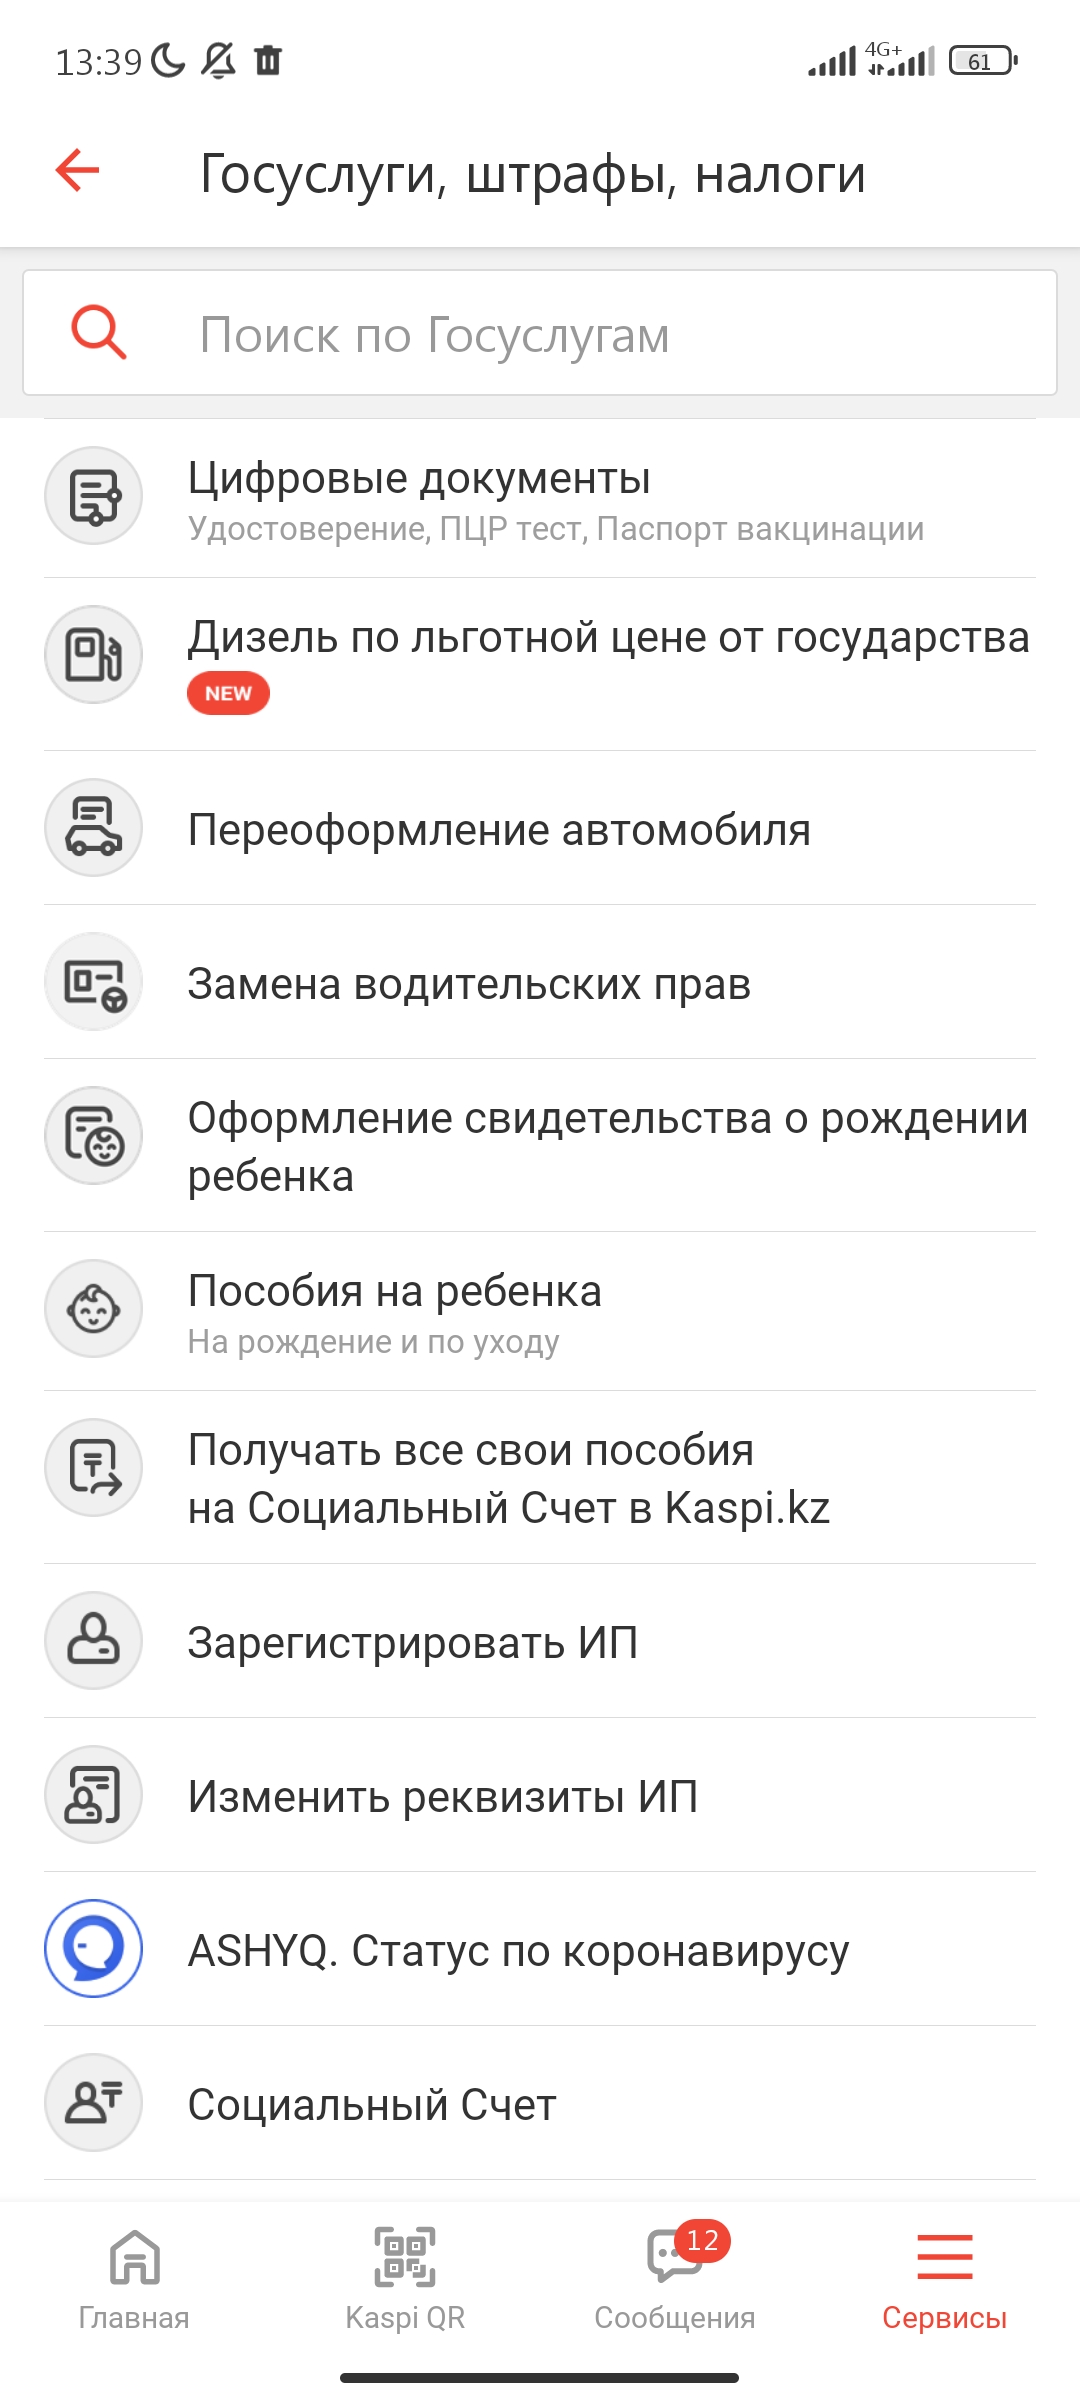 13:39
4G+
61
Госуслуги, штрафы, налоги
Поиск по Госуслугам
Цифровые документы
Удостоверение, ПЦР тест, Паспорт вакцинации
Дизель по льготной цене от государства
NEW
Переоформление автомобиля
Замена водительских прав
Оформление свидетельства о рождении
ребенка
Пособия на ребенка
На рождение и по уходу
Получать все свои пособия
на Социальный Счет в Kaspi.kz
Зарегистрировать ИП
Изменить реквизиты ИП
ASHYQ. Статус по коронавирусу
Социальный Счет
12
Главная
Kaspi QR
Сообщения
Сервисы